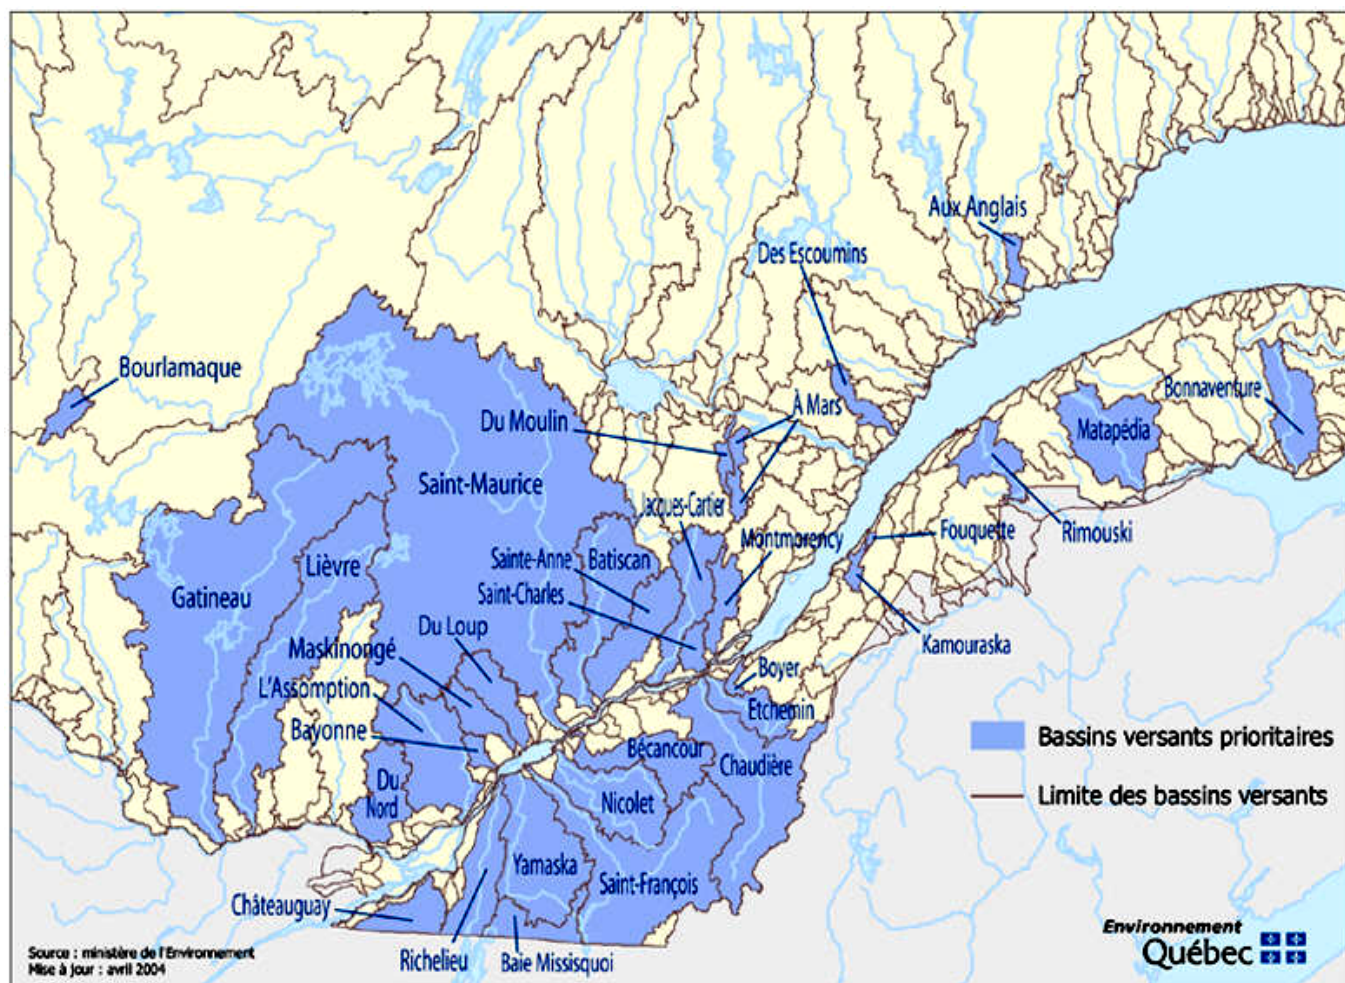 Aux Anglais
Des Escoumins
Bourlamaque
Bonnaventure
À Mars
Du Moulin
Matapédia
Saint-Maurice
Jacques-Cartier
Fouquette
Rimouski
Montmorency
Sainte-Anne
Batiscan
Lièvre
Gatineau
Saint-Charles
Du Loup
Kamouraska
Maskinongé
Boyer
L'Assomption
Etchemin
Bayonne
Bécancour
Chaudière
Bassins versants prioritaires
Du
Nord
Nicolet
Limite des bassins versants
Yamaska
Saint-François
Châteauguay
Richelieu
Baie Missisquoi
Source : ministère de l'Environnement
Mise à jour : avril 2004
Environnement
Québec